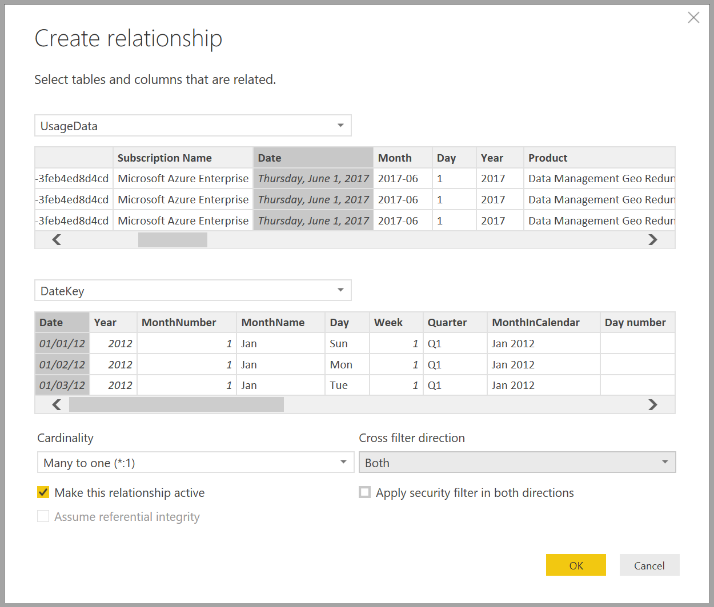 Create relationship
Select tables and columns that are related.
UsageData
Subscription Name Date Month Day Year Product
-3feb4ed8d4cd Microsoft Azure Enterprise Thursday, June 1, 2017 2017-06 1 2017 Data Management Geo Redun
-3feb4ed8d4cd Microsoft Azure Enterprise Thursday, June 1, 2017 2017-06 1 2017 Data Management Geo Redun
-3feb4ed8d4cd Microsoft Azure Enterprise Thursday, June 1, 2017 2017-06 1 2017 Data Management Geo Redun
DateKey
Date Year MonthNumber MonthName Day Week Quarter MonthInCalendar Day number
01/01/12 2012 1 Jan Sun 1 Q1 Jan 2012
01/02/12 2012 1 Jan Mon 1 Q1 Jan 2012
01/03/12 2012 1 Jan Tue 1 Q1 Jan 2012
Cardinality Cross filter direction
Many to one (*:1) Both
Make this relationship active Apply security filter in both directions
Assume referential integrity
OK Cancel